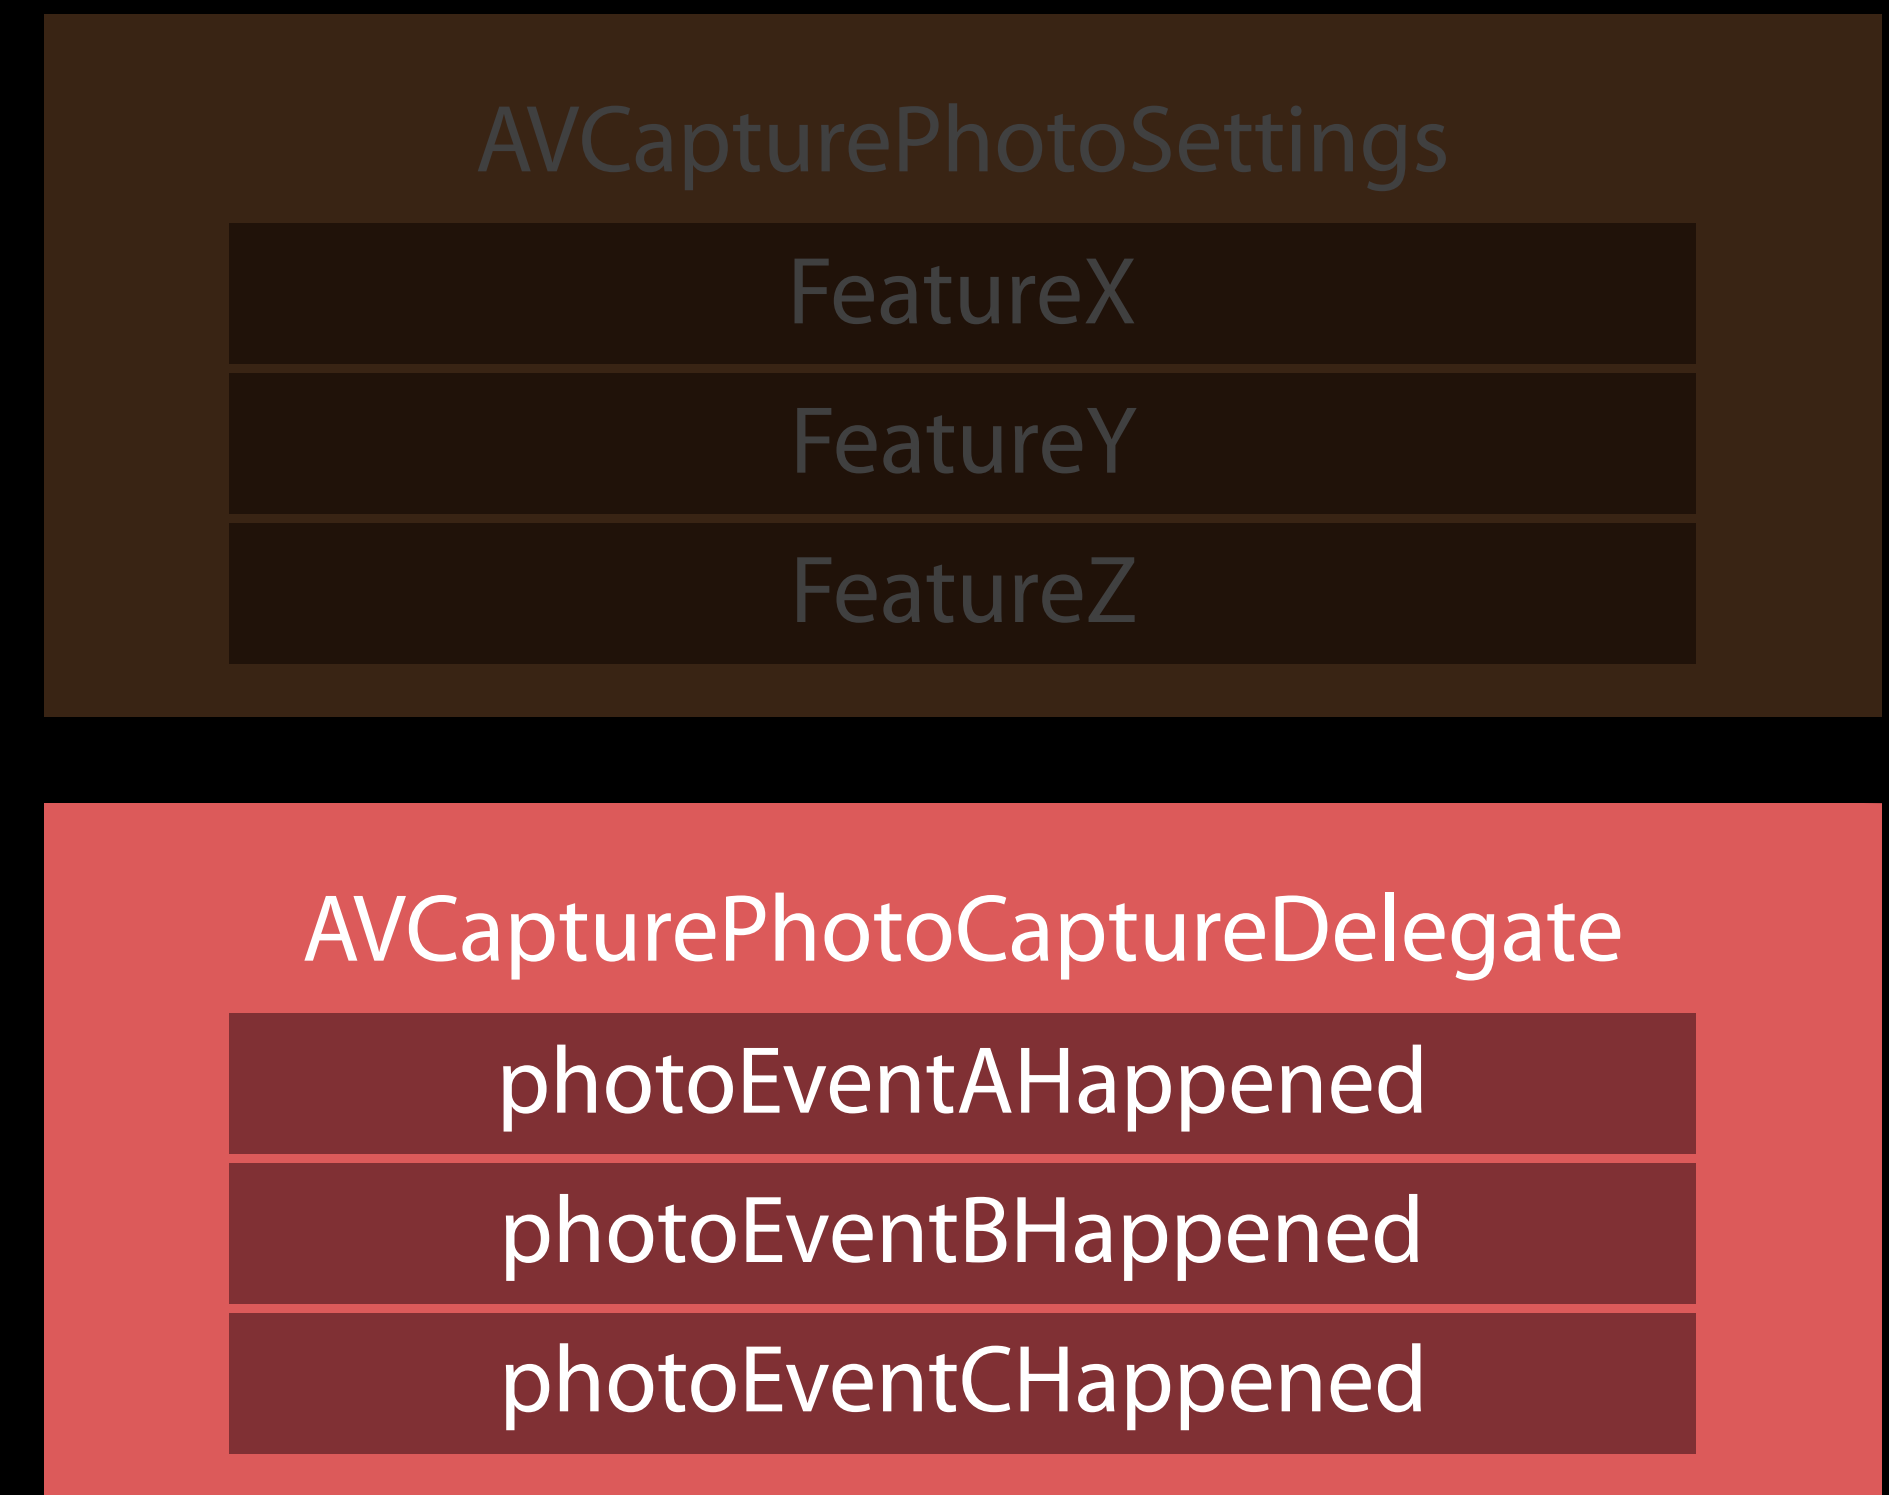 AVCapturePhotoSettings
FeatureX
FeatureY
FeatureZ
AVCapturePhotoCaptureDelegate
photoEventAHappened
photoEventBHappened
photoEventCHappened